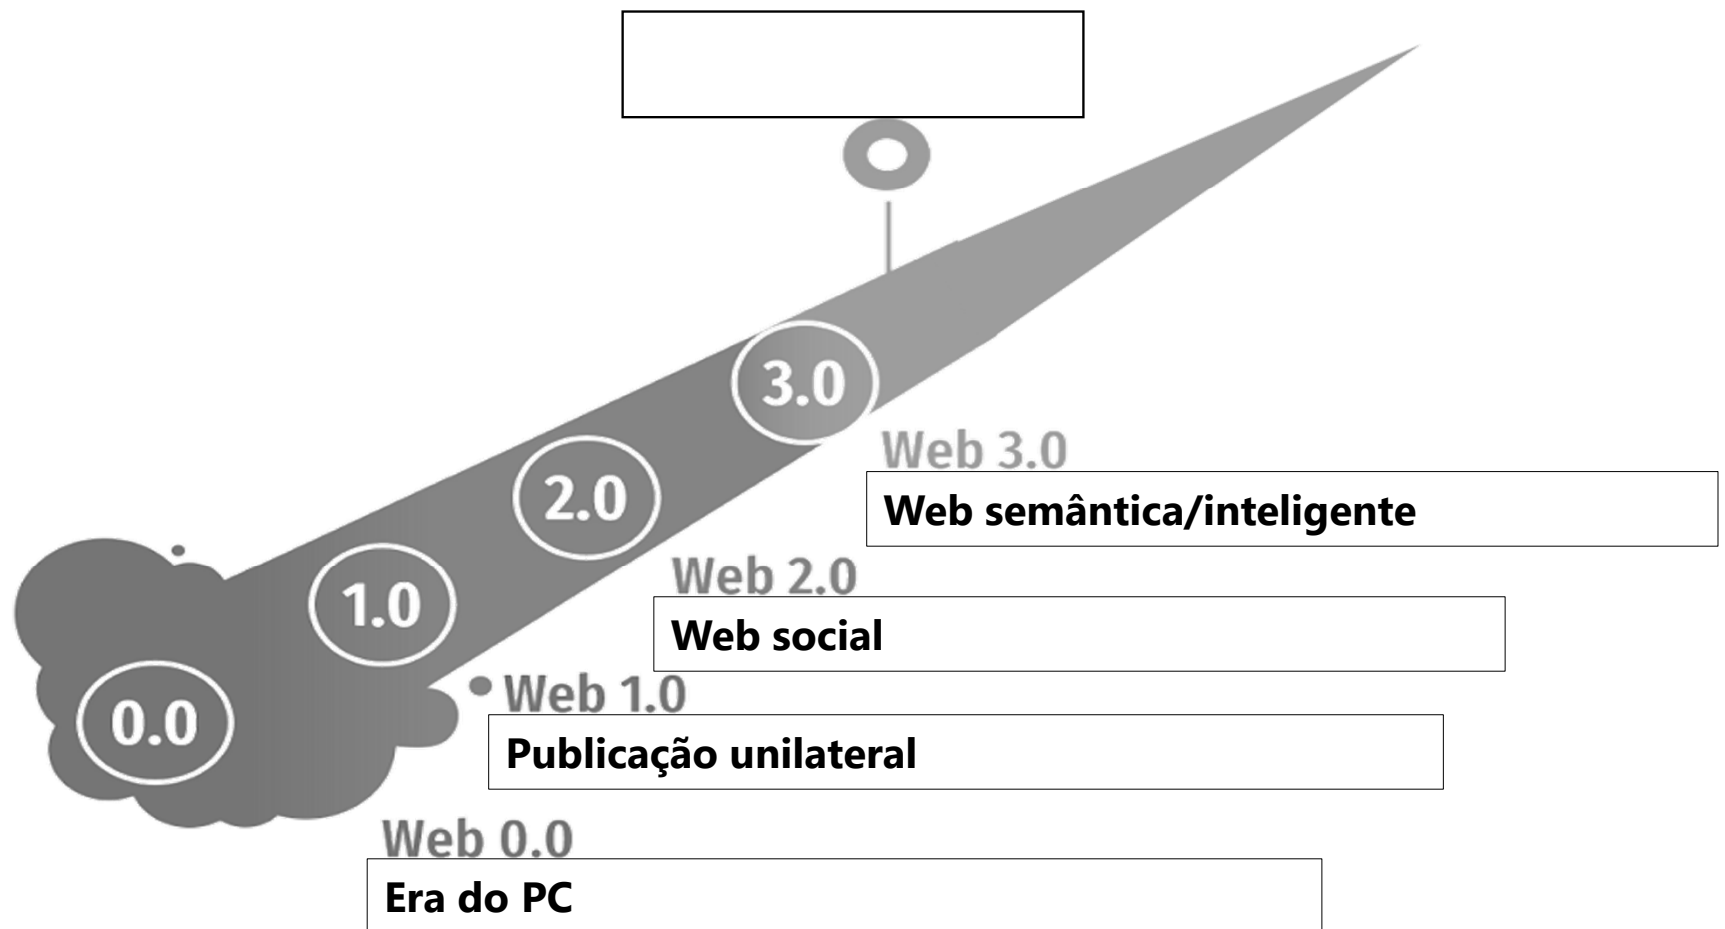 3.0
Web 3.0
Web semântica/inteligente
2.0
Web 2.0
Web social
1.0
Web 1.0
Publicação unilateral
0.0
Web 0.0
Era do PC